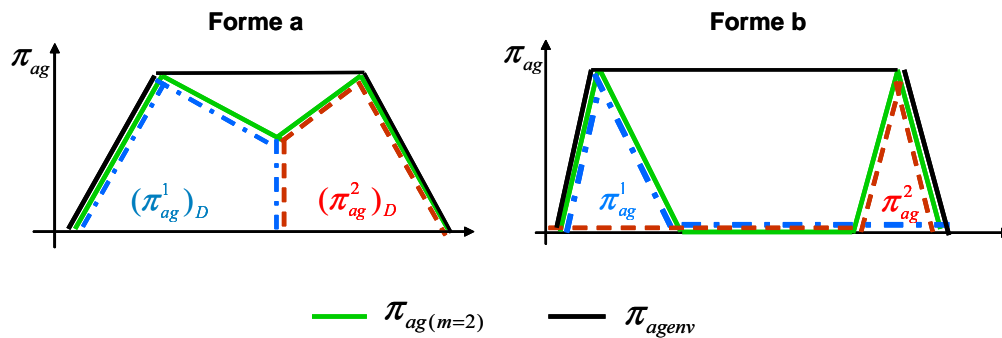 Forme a
Forme b
π_ag
π_ag
(π_ag^1)_D
(π_ag^2)_D
π_ag^1
π_ag^2
π_ag(m=2)
π_agenv